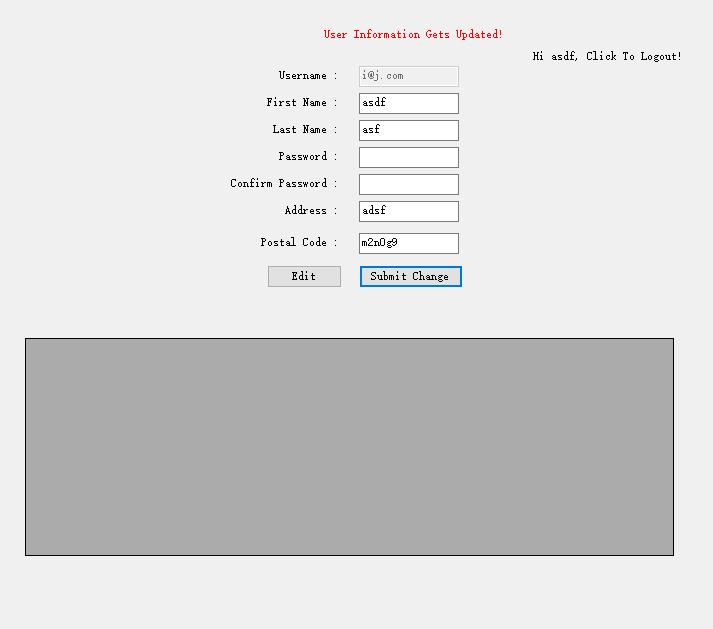 User Information Gets Updated!
Hi asdf, Click To Logout!
Username : i@j.com
First Name : asdf
Last Name : asf
Password :
Confirm Password :
Address : adsf
Postal Code : m2n0g9
Edit Submit Change